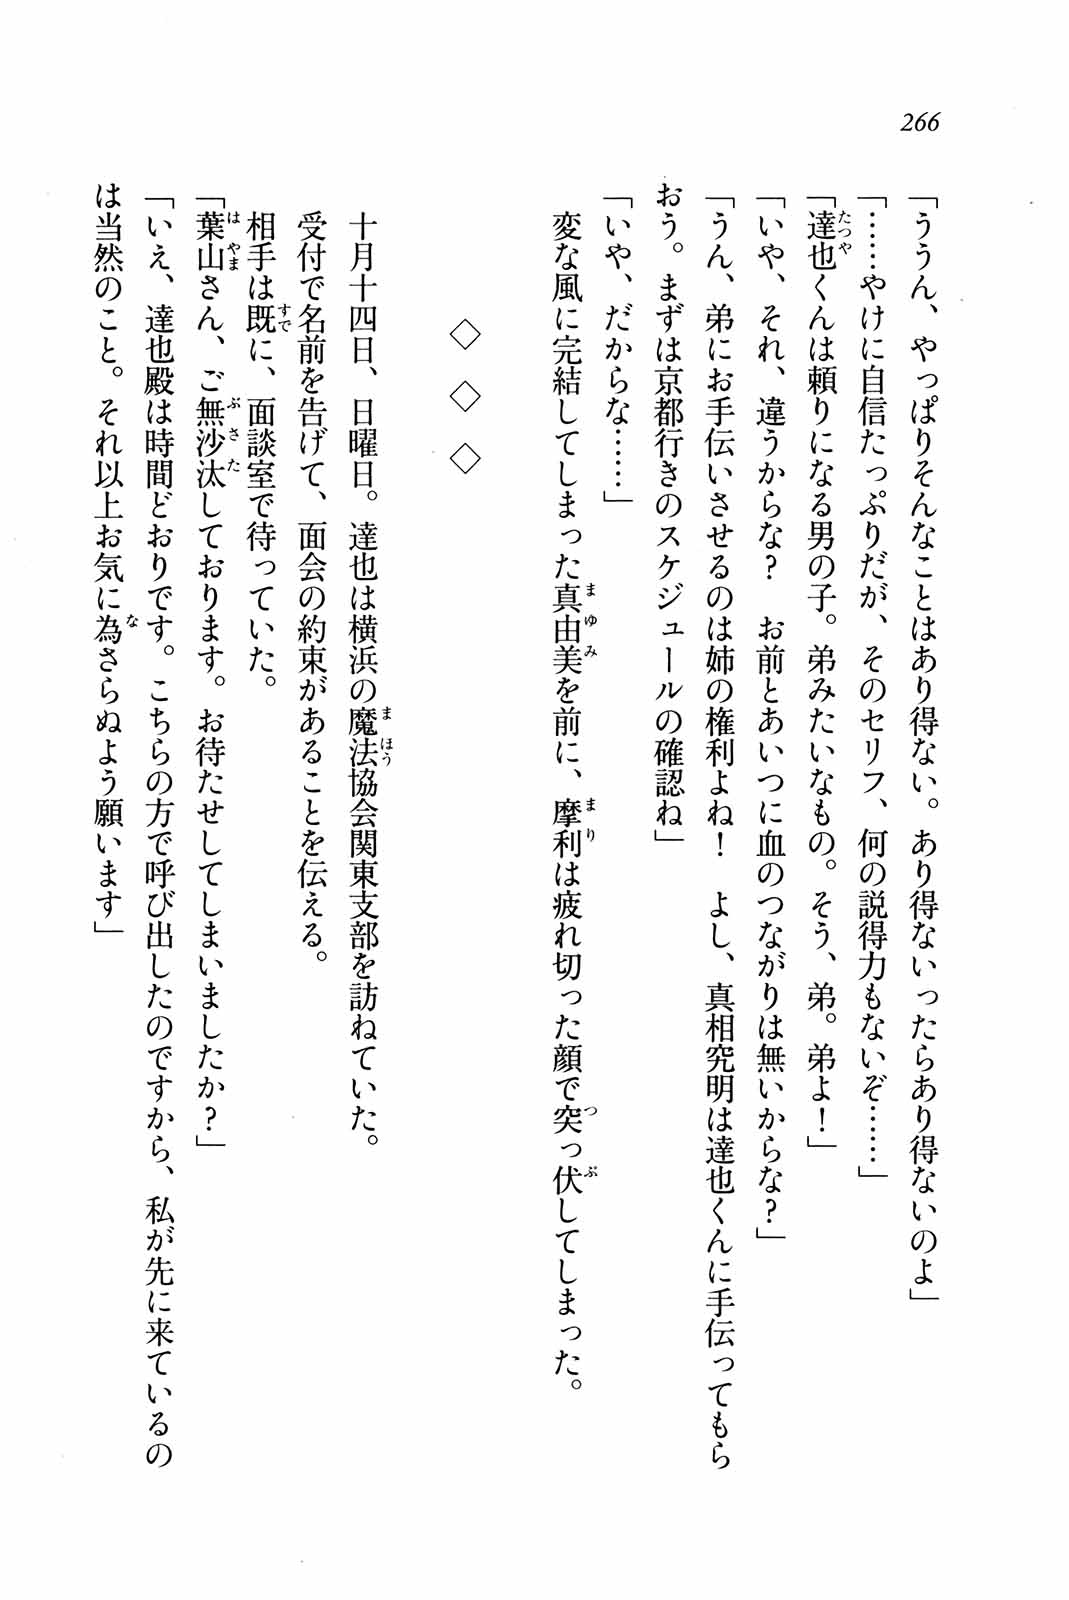 266
「ううん、やっぱりそんなことはあり得ない。あり得ないったらあり得ないのよ」
「……やけに自信たっぷりだが、そのセリフ、何の説得力もないぞ……」
「達也くんは頼りになる男の子。弟みたいなもの。そう、弟。弟よ！」
「いや、それ、違うからな？　お前とあいつに血のつながりは無いからな？」
「うん、弟にお手伝いさせるのは姉の権利よね！　よし、真相究明は達也くんに手伝ってもら
おう。まずは京都行きのスケジュールの確認ね」
「いや、だからな……」
　変な風に完結してしまった真由美を前に、摩利は疲れ切った顔で突っ伏してしまった。
◇　◇　◇
　十月十四日、日曜日。達也は横浜の魔法協会関東支部を訪ねていた。
　受付で名前を告げて、面会の約束があることを伝える。
　相手は既に、面談室で待っていた。
「葉山さん、ご無沙汰しております。お待たせしてしまいましたか？」
「いえ、達也殿は時間どおりです。こちらの方で呼び出したのですから、私が先に来ているの
は当然のこと。それ以上お気に為さらぬよう願います」